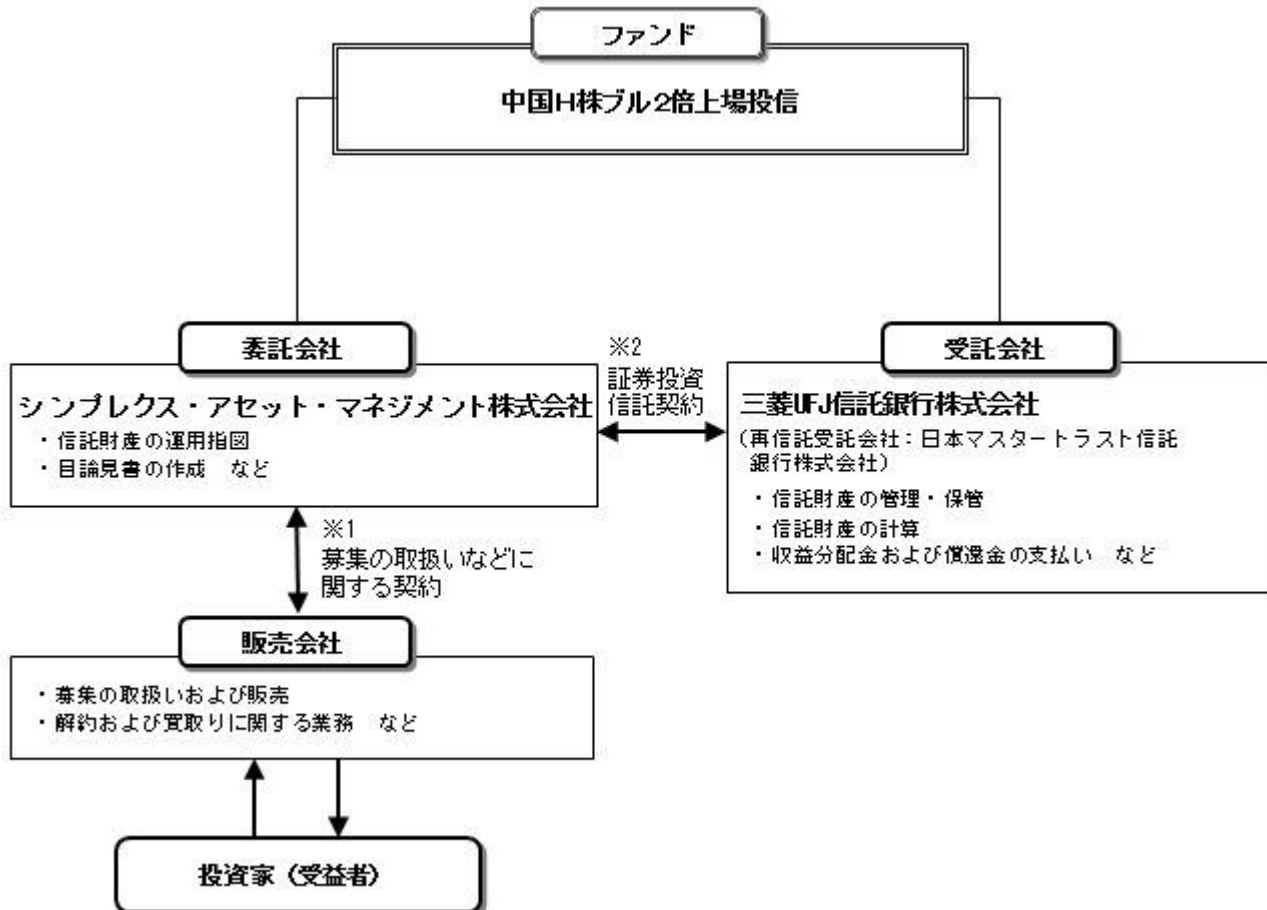 ファンド
中国H株ブル2倍上場投信
委託会社
シンプレクス・アセット・マネジメント株式会社
・信託財産の運用指図
・目論見書の作成　など
※2
証券投資
信託契約
受託会社
三菱UFJ信託銀行株式会社
(再信託受託会社：日本マスタートラスト信託
銀行株式会社)
・信託財産の管理・保管
・信託財産の計算
・収益分配金および償還金の支払い　など
※1
募集の取扱いなどに
関する契約
販売会社
・募集の取扱いおよび販売
・解約および買取りに関する業務　など
投資家（受益者）